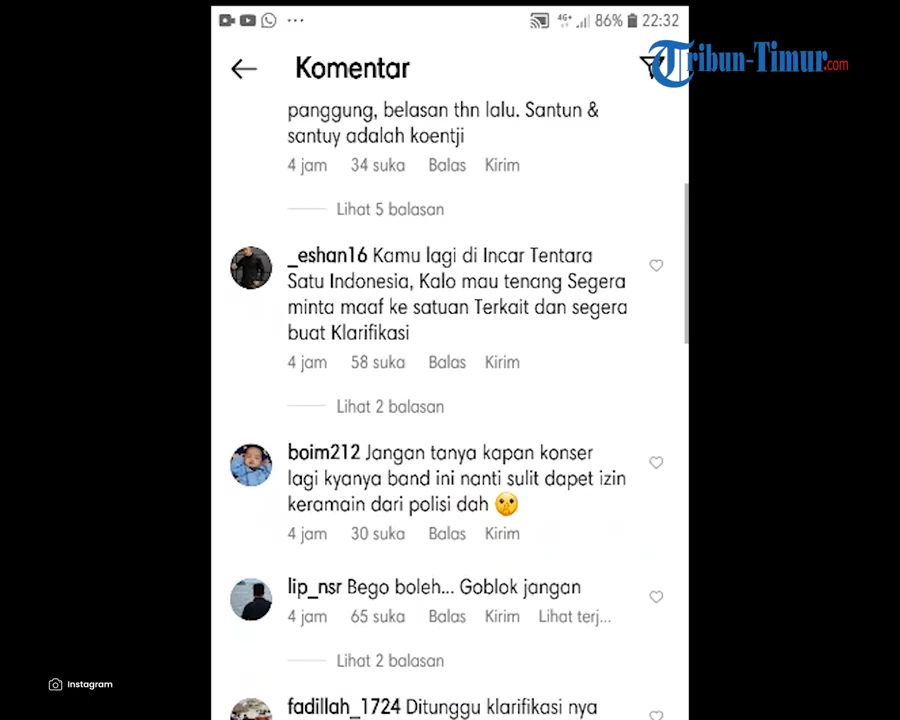 86% 22:32
Komentar
Tribun-Timur.com
panggung, belasan thn lalu. Santun &
santuy adalah koentji
4 jam 34 suka Balas Kirim
Lihat 5 balasan
_eshan16 Kamu lagi di Incar Tentara
Satu Indonesia, Kalo mau tenang Segera
minta maaf ke satuan Terkait dan segera
buat Klarifikasi
4 jam 58 suka Balas Kirim
Lihat 2 balasan
boim212 Jangan tanya kapan konser
lagi kyanya band ini nanti sulit dapet izin
keramain dari polisi dah 🤫
4 jam 30 suka Balas Kirim
lip_nsr Bego boleh... Goblok jangan
4 jam 65 suka Balas Kirim Lihat terj...
Lihat 2 balasan
Instagram
fadillah_1724 Ditunggu klarifikasi nya